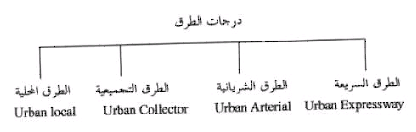 درجات الطرق
الطرق السريعة
Urban Expressway
الطرق الشريانية
Urban Arterial
الطرق التجميعية
Urban Collector
الطرق المحلية
Urban local